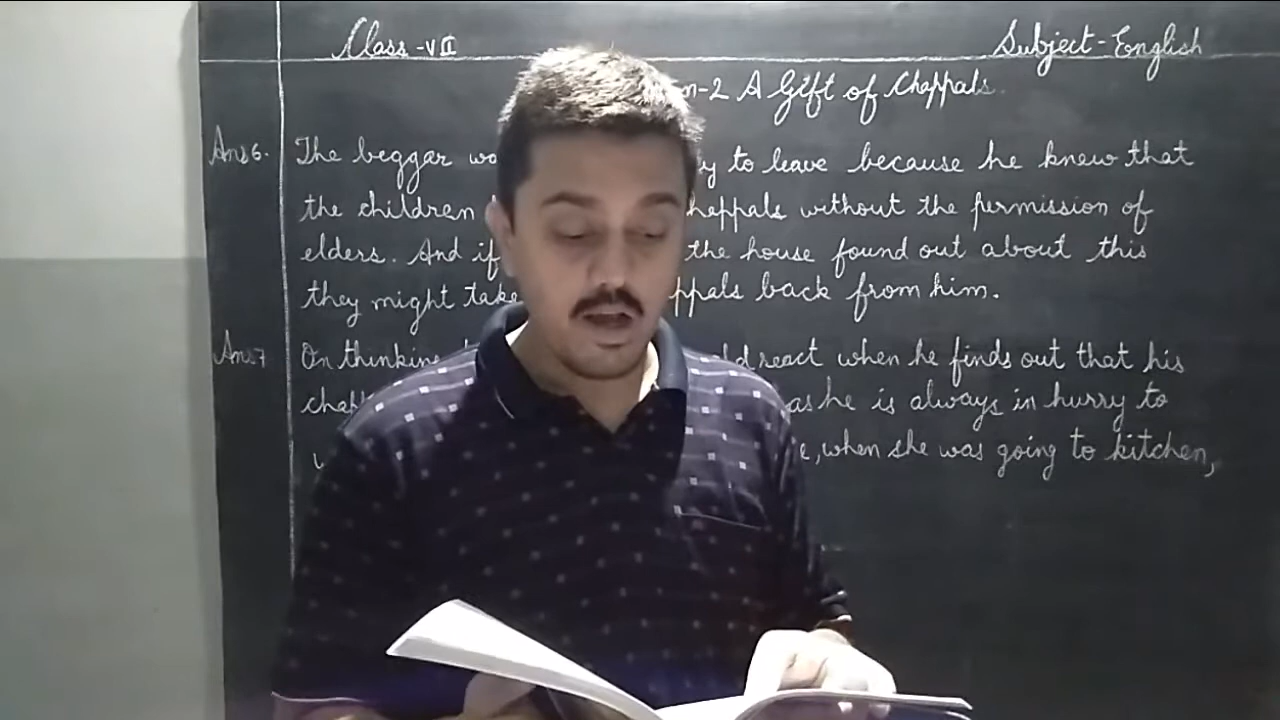 Class - VII
Subject - English
n-2 A Gift of Chappals.
Ans6. The beggar wa y to leave because he knew that
the children happals without the permission of
elders. And if the house found out about this
they might take ppals back from him.
Ans7 On thinking d react when he finds out that his
chapp as he is always in hurry to
e, when she was going to kitchen,